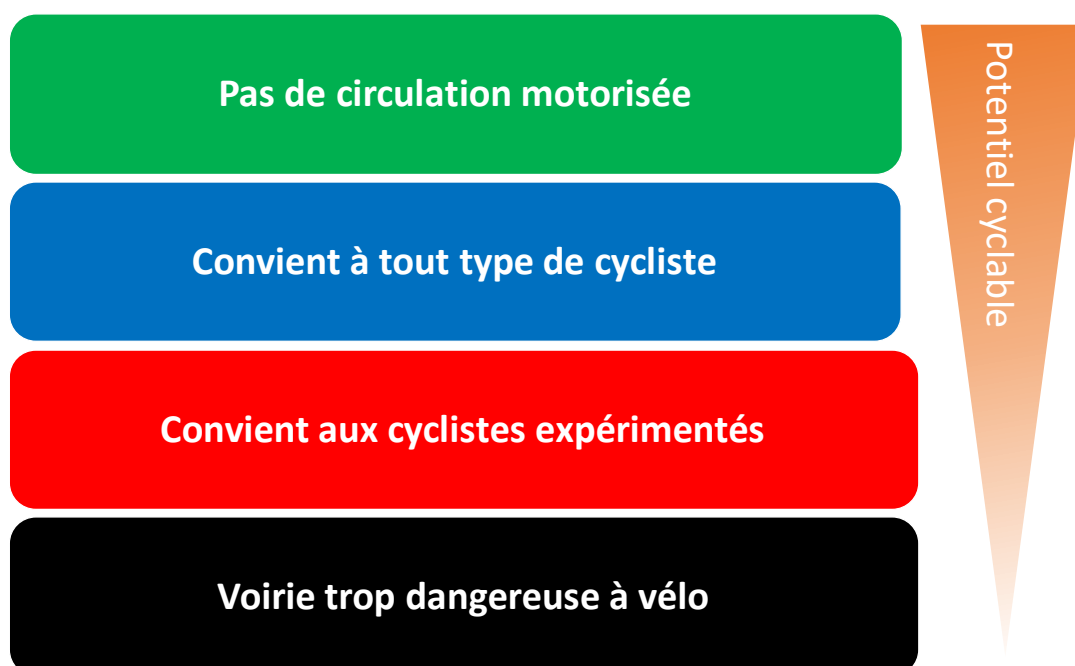 Pas de circulation motorisée
Convient à tout type de cycliste
Convient aux cyclistes expérimentés
Voirie trop dangereuse à vélo
Potentiel cyclable